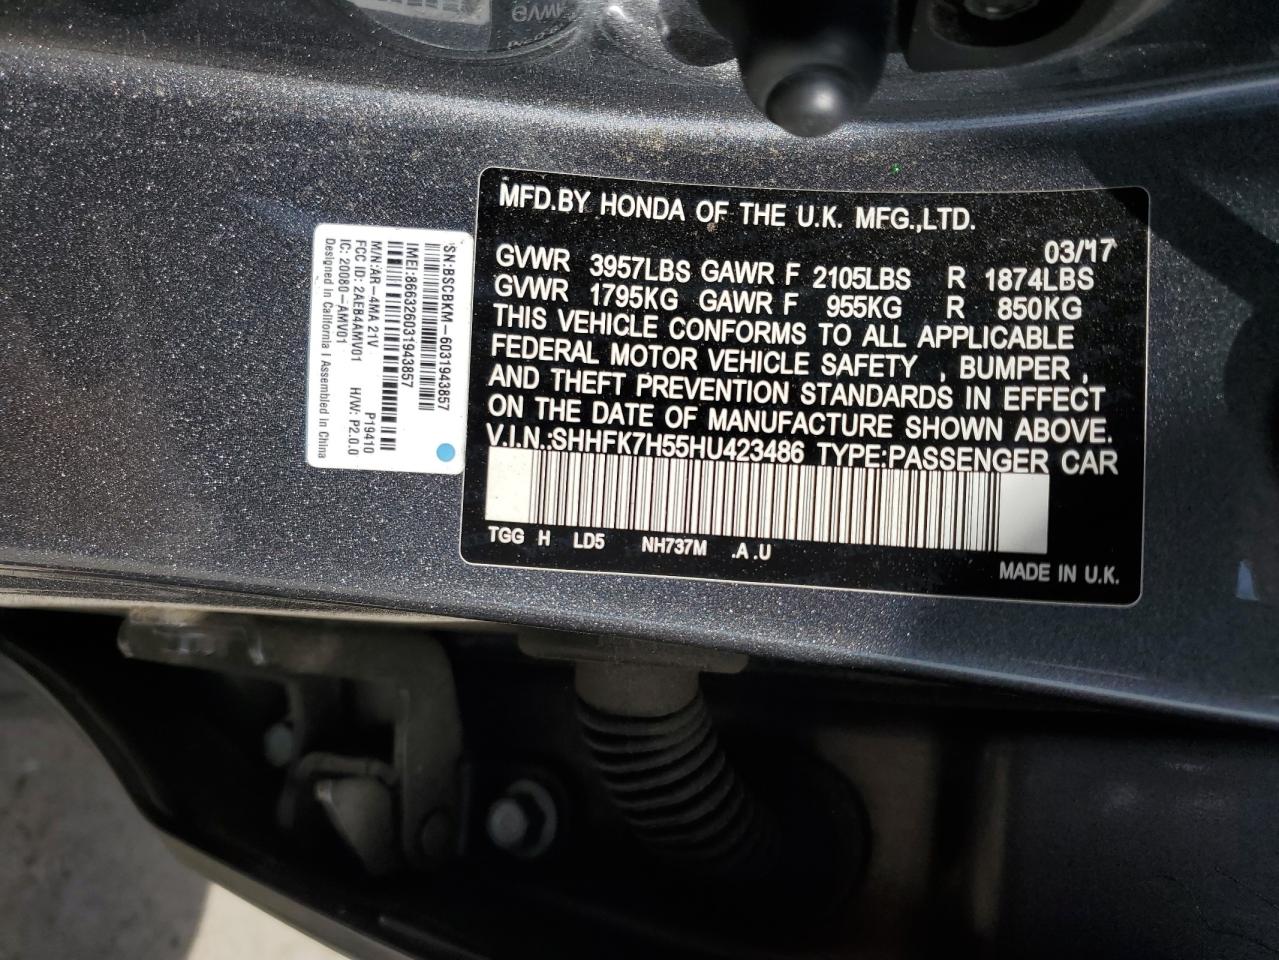 MFD.BY HONDA OF THE U.K. MFG.,LTD.
03/17
GVWR 3957LBS GAWR F 2105LBS R 1874LBS
GVWR 1795KG GAWR F 955KG R 850KG
THIS VEHICLE CONFORMS TO ALL APPLICABLE
FEDERAL MOTOR VEHICLE SAFETY , BUMPER ,
AND THEFT PREVENTION STANDARDS IN EFFECT
ON THE DATE OF MANUFACTURE SHOWN ABOVE.
V.I.N.:SHHFK7H55HU423486 TYPE:PASSENGER CAR
TGG H LD5 NH737M .A .U
MADE IN U.K.
SN:BSCBKM-6031943857
IMEI:866326031943857
M/N:AR-4MA 21V P19410
FCC ID: 2AEB4AMV01 H/W: P2.0.0
IC: 20080-AMV01
Designed in California | Assembled in China